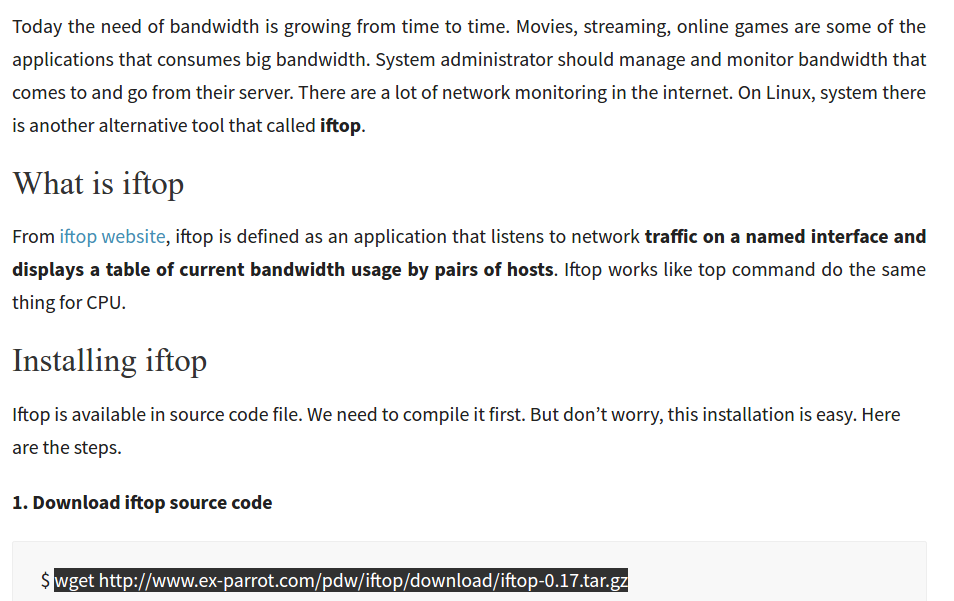 Today the need of bandwidth is growing from time to time. Movies, streaming, online games are some of the
applications that consumes big bandwidth. System administrator should manage and monitor bandwidth that
comes to and go from their server. There are a lot of network monitoring in the internet. On Linux, system there
is another alternative tool that called iftop.
What is iftop
From iftop website, iftop is defined as an application that listens to network traffic on a named interface and
displays a table of current bandwidth usage by pairs of hosts. Iftop works like top command do the same
thing for CPU.
Installing iftop
Iftop is available in source code file. We need to compile it first. But don’t worry, this installation is easy. Here
are the steps.
1. Download iftop source code
$ wget http://www.ex-parrot.com/pdw/iftop/download/iftop-0.17.tar.gz